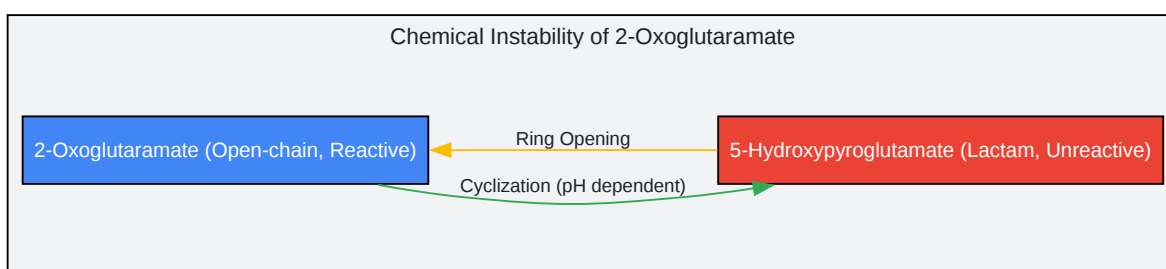 Chemical Instability of 2-Oxoglutaramate
2-Oxoglutaramate (Open-chain, Reactive)
Ring Opening
5-Hydroxypyroglutamate (Lactam, Unreactive)
Cyclization (pH dependent)